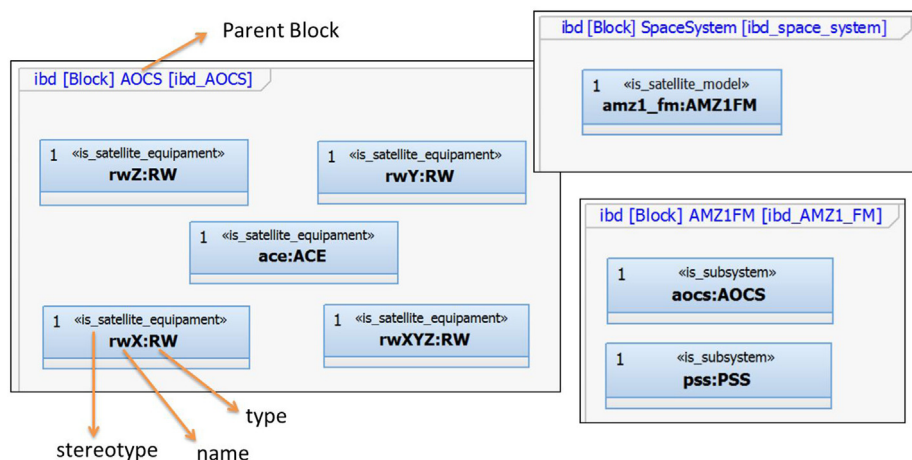 Parent Block
ibd [Block] AOCS [ibd_AOCS]
1 «is_satellite_equipament»
rwZ:RW
1 «is_satellite_equipament»
rwY:RW
1 «is_satellite_equipament»
ace:ACE
1 «is_satellite_equipament»
rwX:RW
1 «is_satellite_equipament»
rwXYZ:RW
type
stereotype
name
ibd [Block] SpaceSystem [ibd_space_system]
1 «is_satellite_model»
amz1_fm:AMZ1FM
ibd [Block] AMZ1FM [ibd_AMZ1_FM]
1 «is_subsystem»
aocs:AOCS
1 «is_subsystem»
pss:PSS